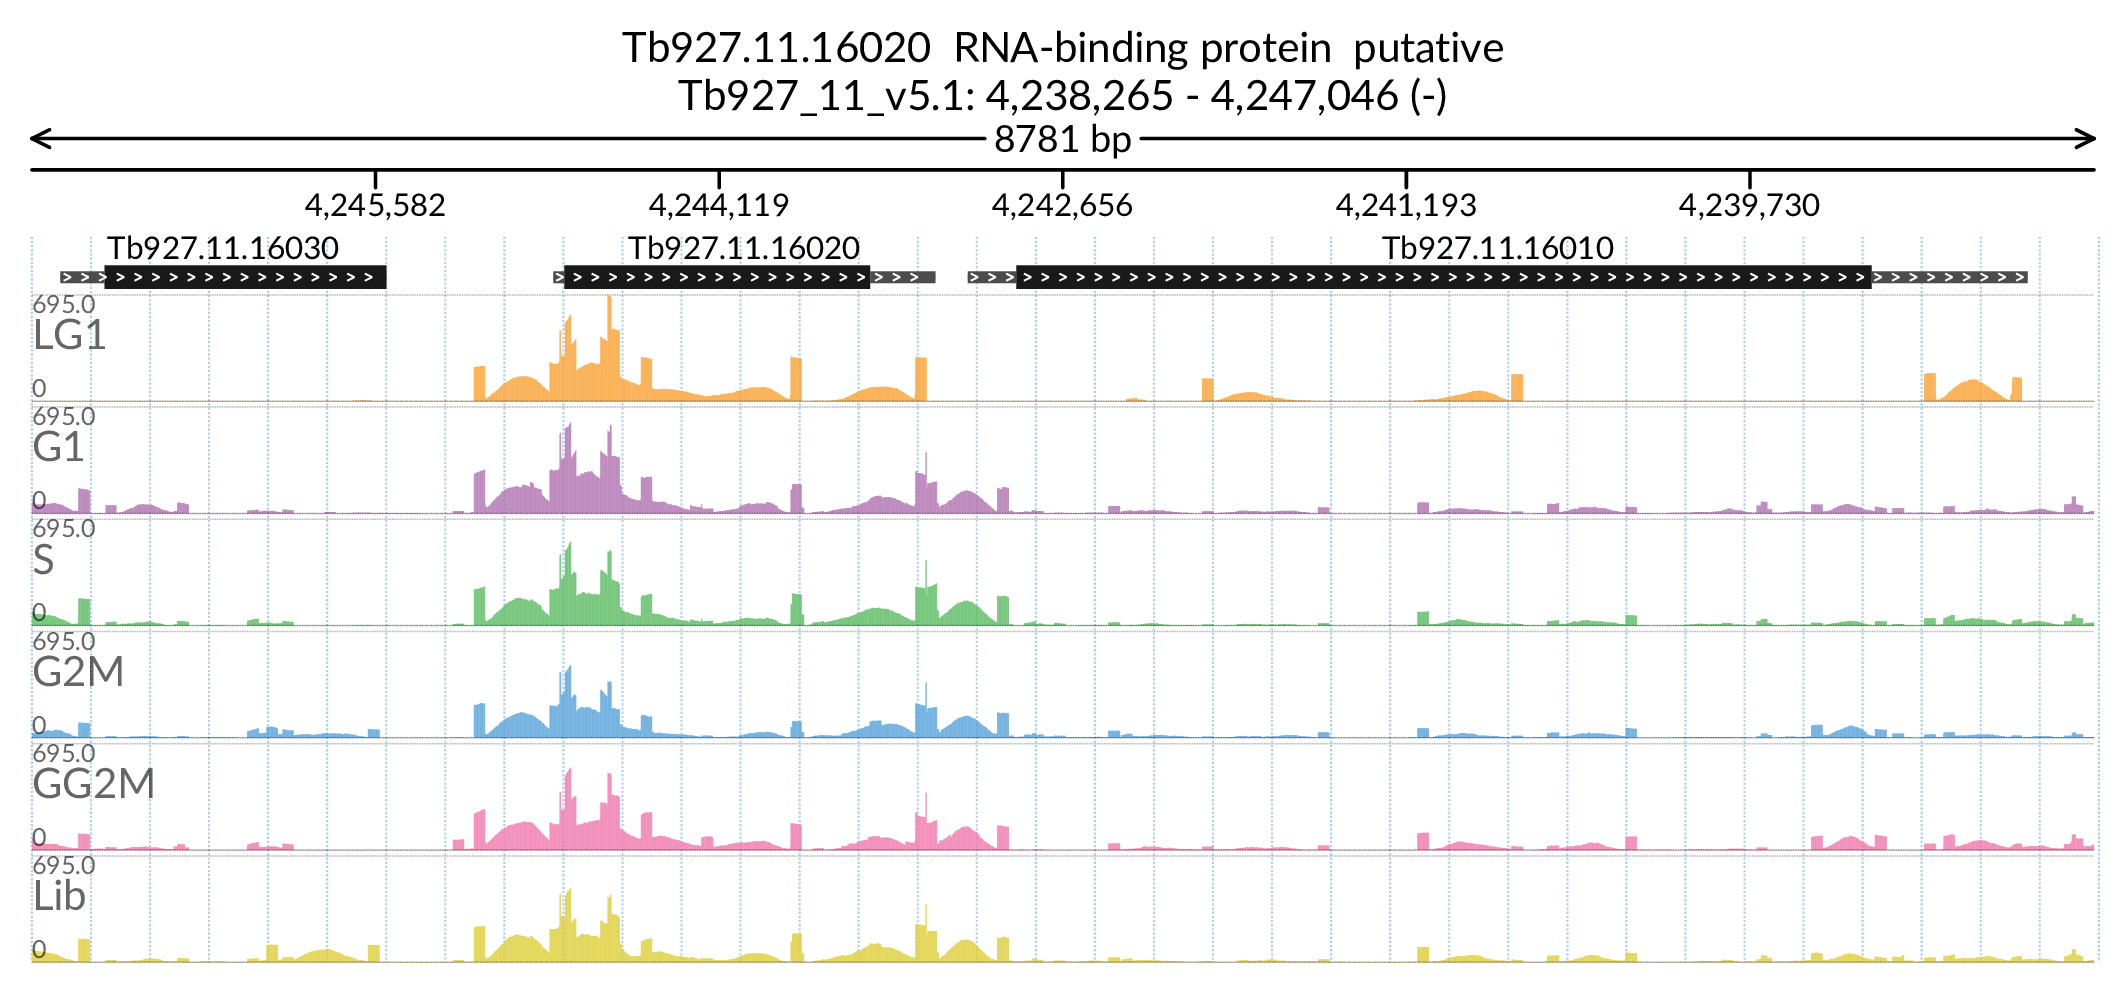 Tb927.11.16020  RNA-binding protein  putative
Tb927_11_v5.1: 4,238,265 - 4,247,046 (-)
8781 bp
4,245,582 4,244,119 4,242,656 4,241,193 4,239,730
Tb927.11.16030 Tb927.11.16020 Tb927.11.16010
695.0
LG1
0
695.0
G1
0
695.0
S
0
695.0
G2M
0
695.0
GG2M
0
695.0
Lib
0